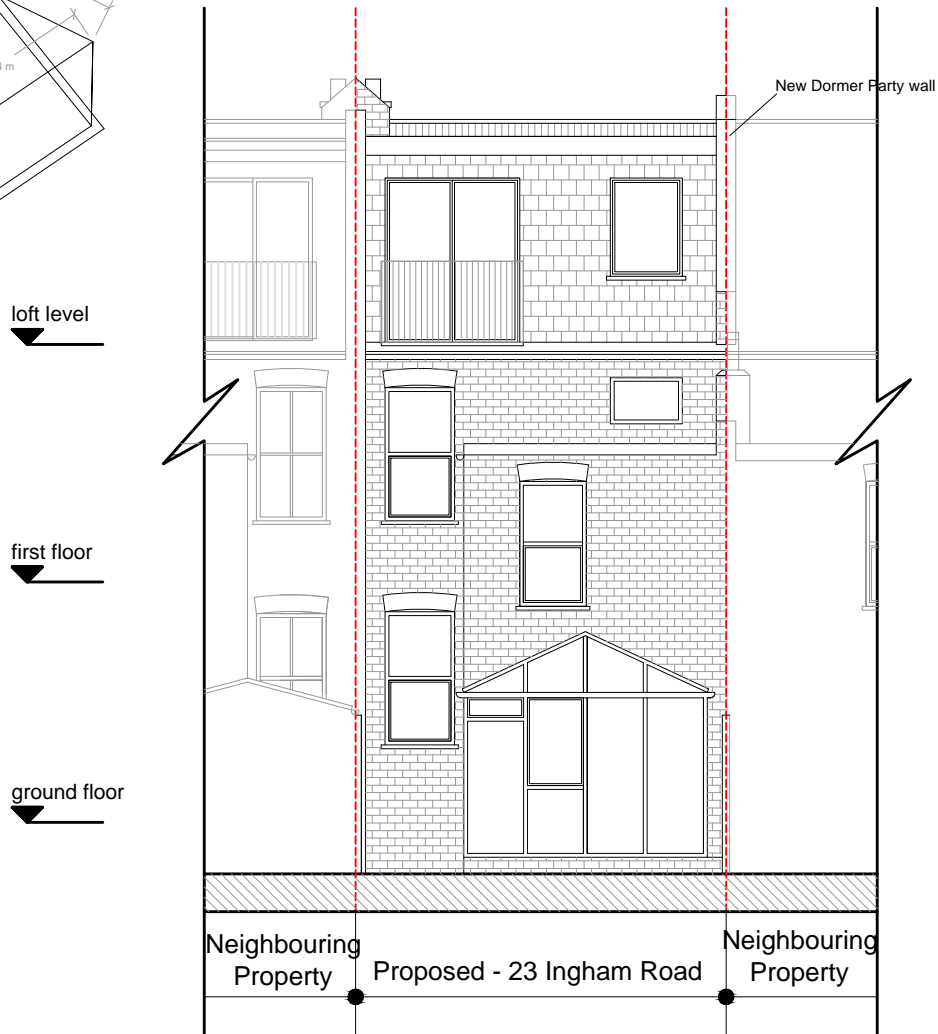 New Dormer Party wall
loft level
first floor
ground floor
Neighbouring
Property
Proposed - 23 Ingham Road
Neighbouring
Property